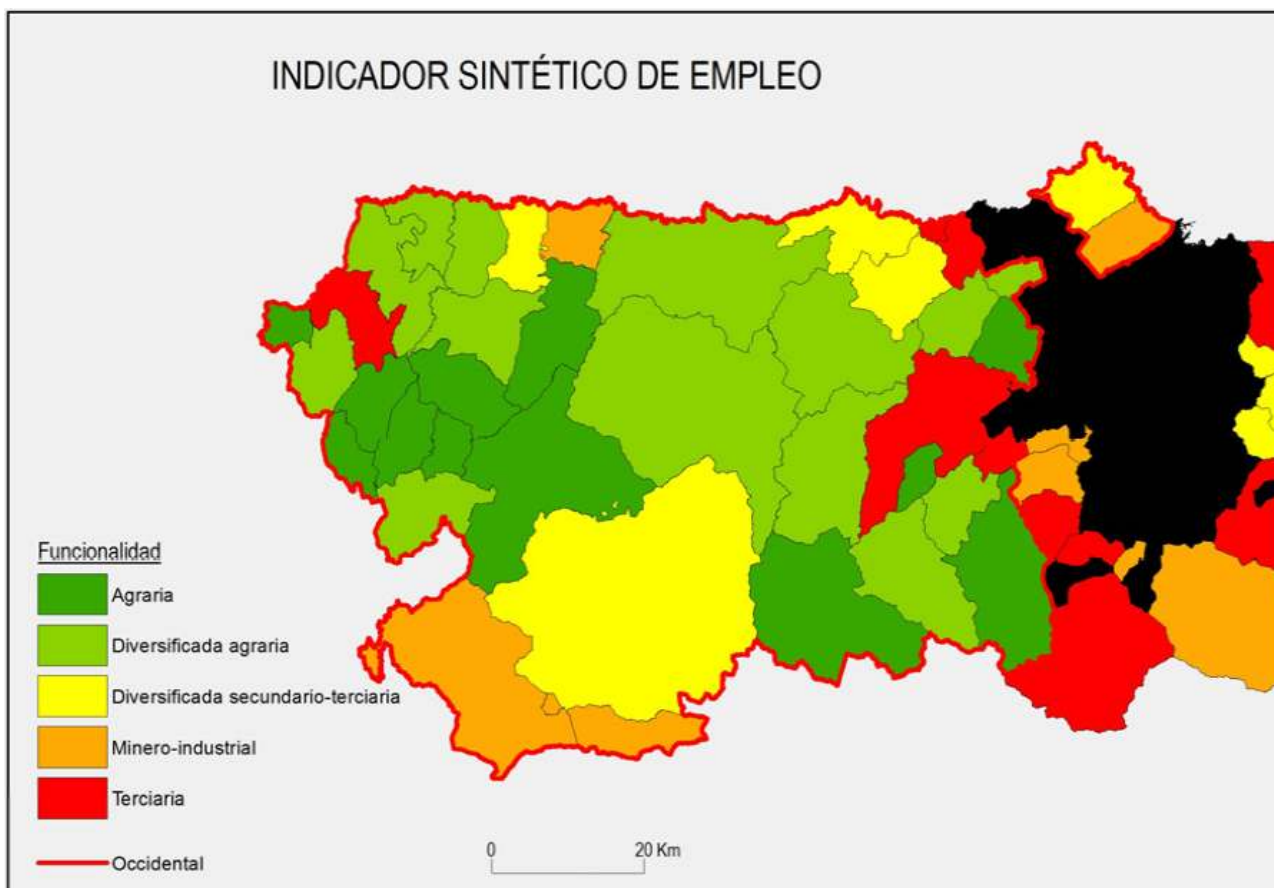 INDICADOR SINTÉTICO DE EMPLEO
Funcionalidad
Agraria
Diversificada agraria
Diversificada secundario-terciaria
Minero-industrial
Terciaria
Occidental
0 20 Km